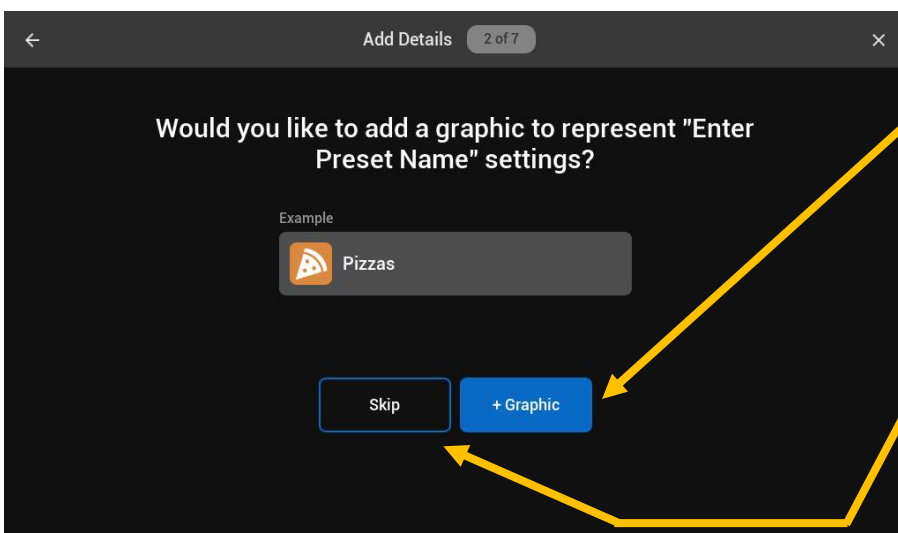 Add Details 2 of 7
Would you like to add a graphic to represent "Enter
Preset Name" settings?
Example
Pizzas
Skip + Graphic